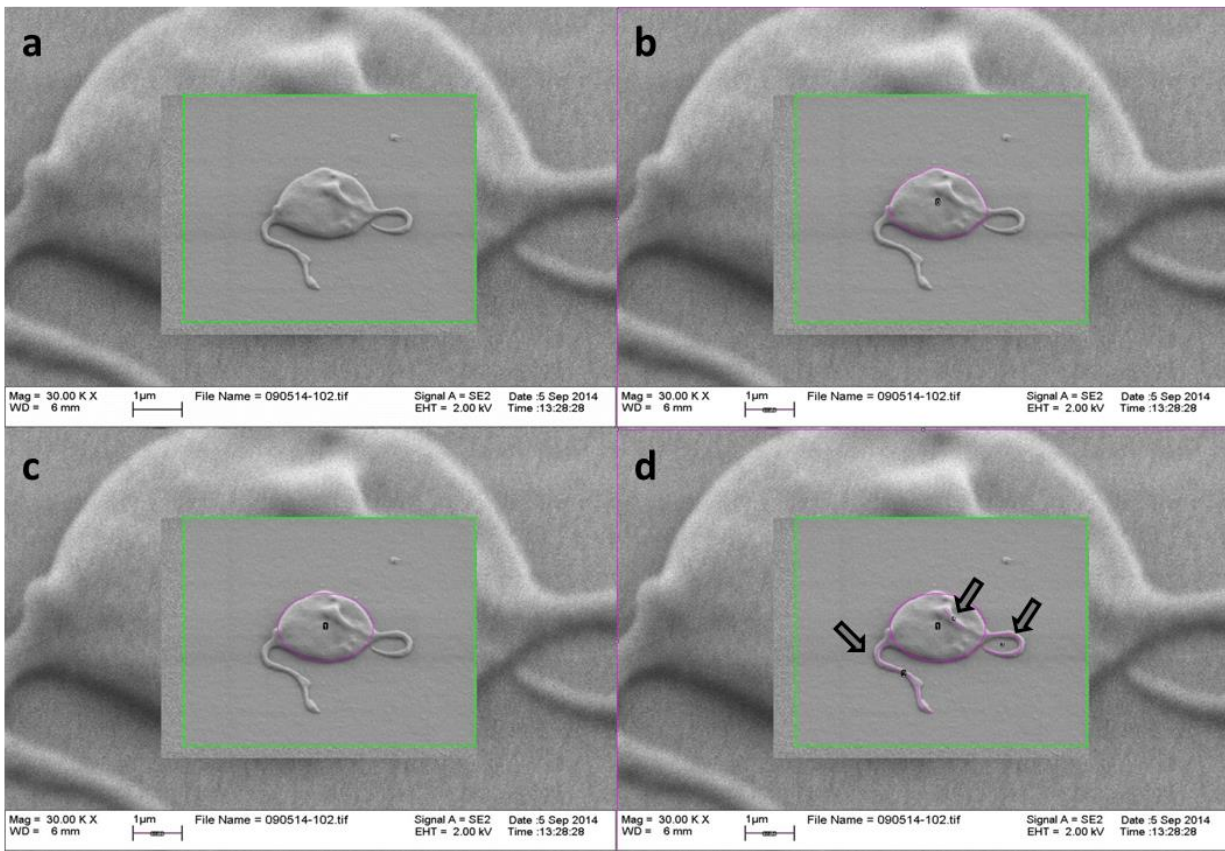 a
b
Mag = 30.00 K X
WD = 6 mm
1µm
File Name = 090514-102.tif
Signal A = SE2
EHT = 2.00 kV
Date :5 Sep 2014
Time :13:28:28
Mag = 30.00 K X
WD = 6 mm
1µm
File Name = 090514-102.tif
Signal A = SE2
EHT = 2.00 kV
Date :5 Sep 2014
Time :13:28:28
c
d
Mag = 30.00 K X
WD = 6 mm
1µm
File Name = 090514-102.tif
Signal A = SE2
EHT = 2.00 kV
Date :5 Sep 2014
Time :13:28:28
Mag = 30.00 K X
WD = 6 mm
1µm
File Name = 090514-102.tif
Signal A = SE2
EHT = 2.00 kV
Date :5 Sep 2014
Time :13:28:28